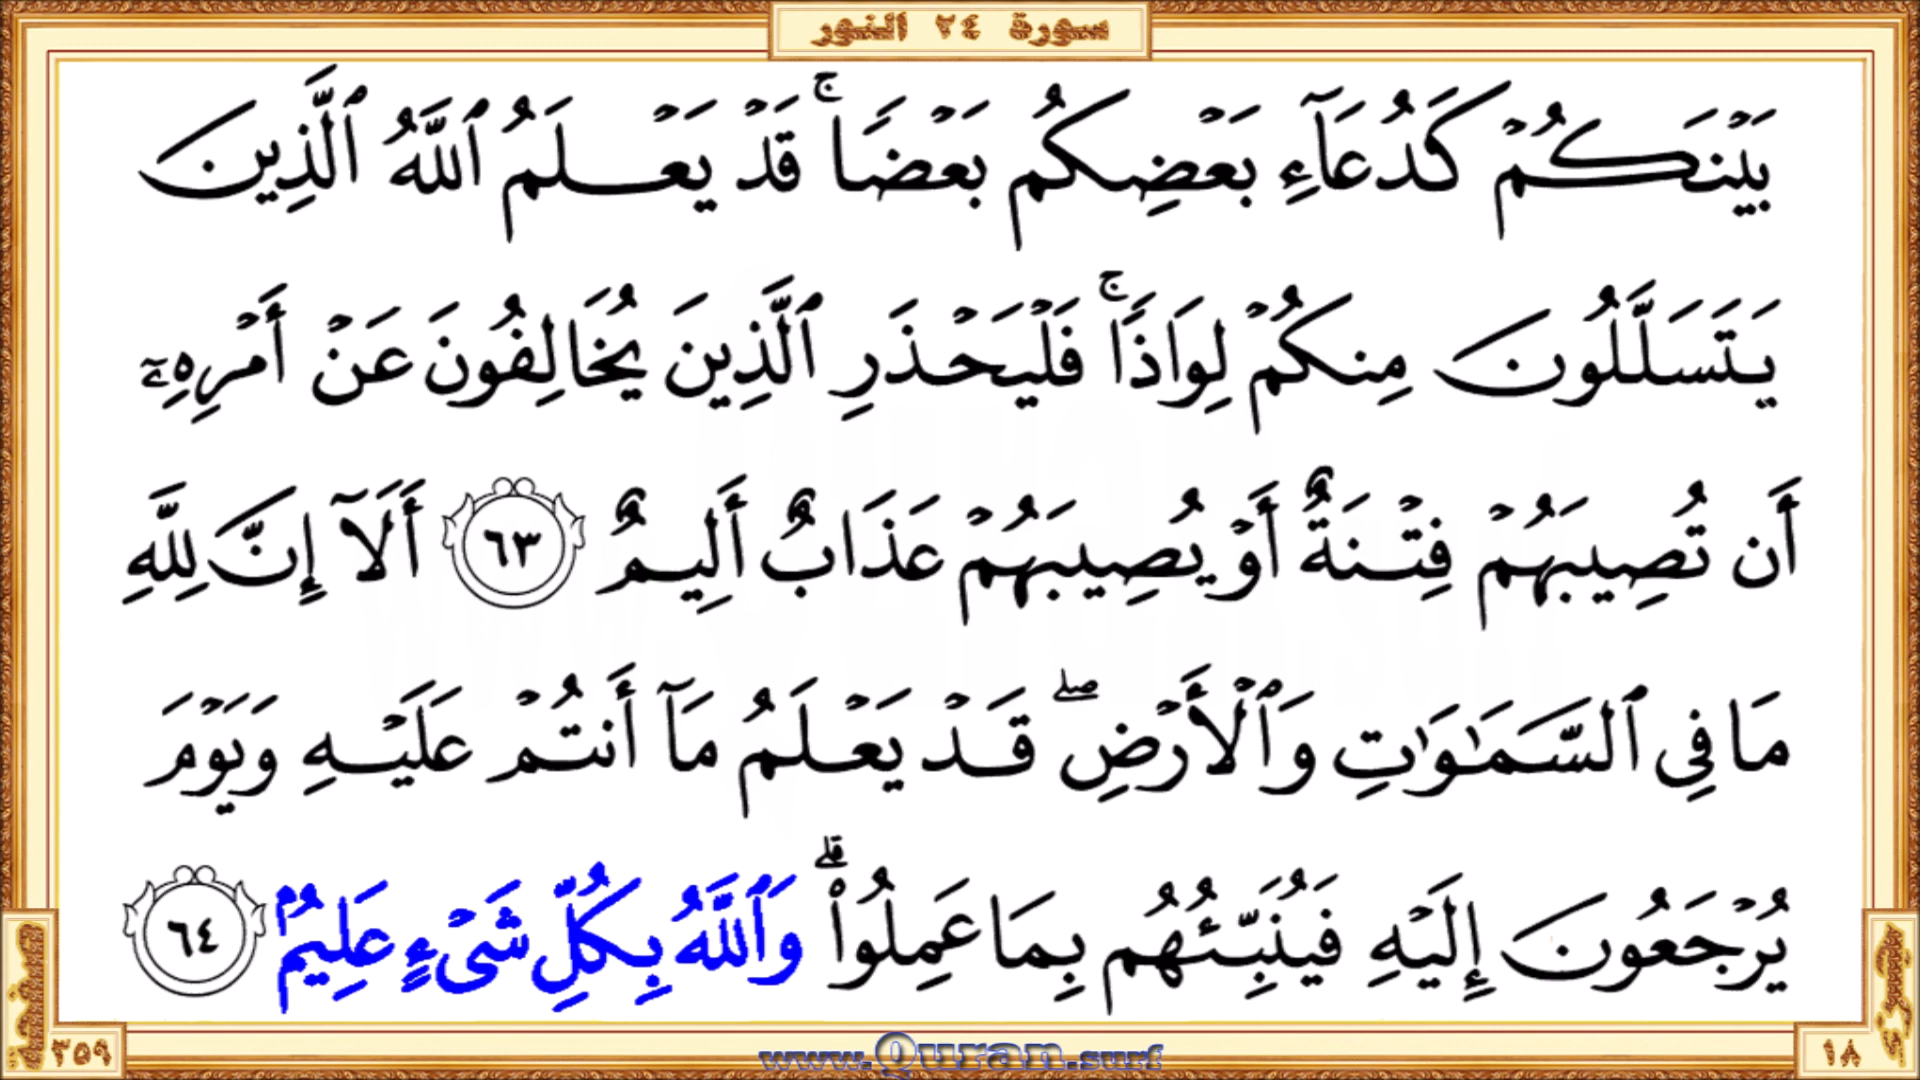 سورة ٢٤ النور
بَيْنَكُمْ كَدُعَآءِ بَعْضِكُم بَعْضًا ۚ قَدْ يَعْلَمُ ٱللَّهُ ٱلَّذِينَ
يَتَسَلَّلُونَ مِنكُمْ لِوَاذًا ۚ فَلْيَحْذَرِ ٱلَّذِينَ يُخَالِفُونَ عَنْ أَمْرِهِۦٓ
أَن تُصِيبَهُمْ فِتْنَةٌ أَوْ يُصِيبَهُمْ عَذَابٌ أَلِيمٌ ٦٣ أَلَآ إِنَّ لِلَّهِ
مَا فِى ٱلسَّمَـٰوَٰتِ وَٱلْأَرْضِ ۖ قَدْ يَعْلَمُ مَآ أَنتُمْ عَلَيْهِ وَيَوْمَ
يُرْجَعُونَ إِلَيْهِ فَيُنَبِّئُهُم بِمَا عَمِلُوا۟ ۗ وَٱللَّهُ بِكُلِّ شَىْءٍ عَلِيمٌۢ ٦٤
صفحة
٣٥٩
www.Quran.surf
١٨